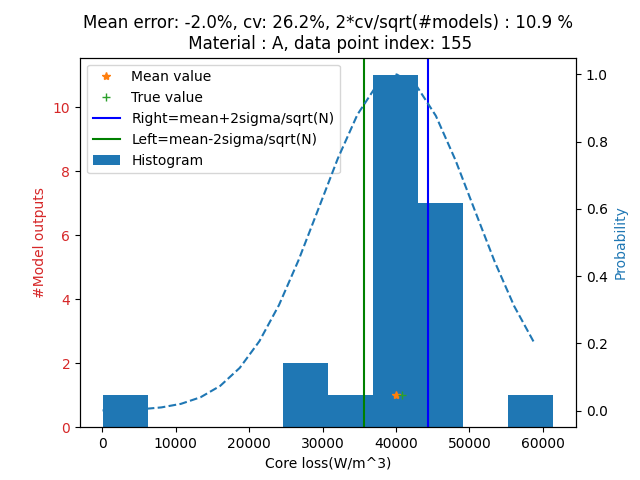 Mean error: -2.0%, cv: 26.2%, 2*cv/sqrt(#models) : 10.9 %
Material : A, data point index: 155
Mean value
True value
Right=mean+2sigma/sqrt(N)
Left=mean-2sigma/sqrt(N)
Histogram
#Model outputs
0
2
4
6
8
10
Probability
0.0
0.2
0.4
0.6
0.8
1.0
0
10000
20000
30000
40000
50000
60000
Core loss(W/m^3)